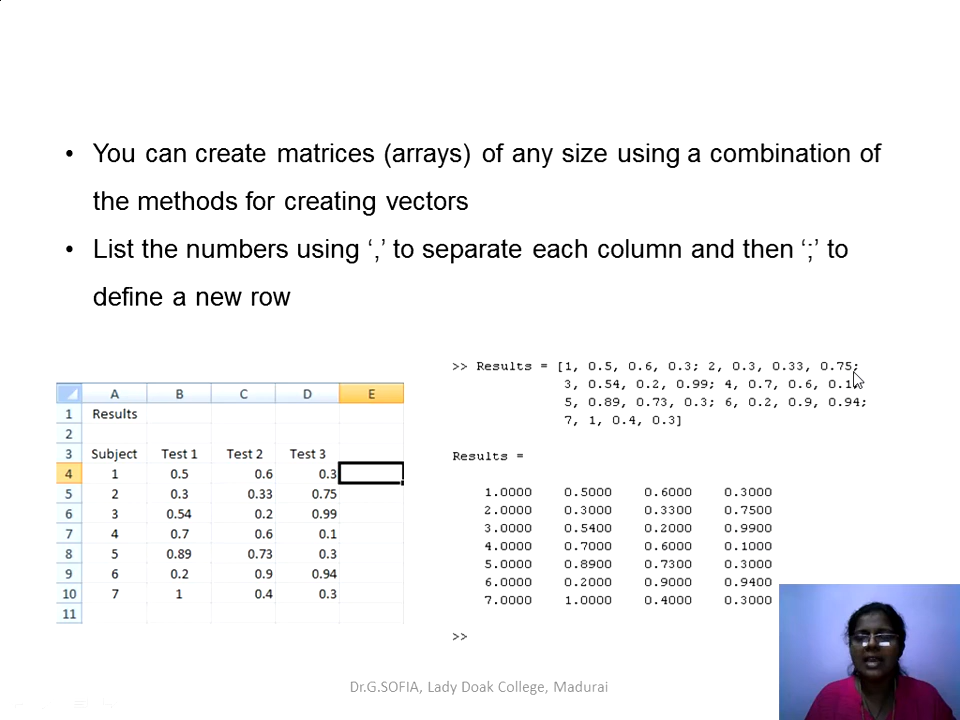 • You can create matrices (arrays) of any size using a combination of
the methods for creating vectors
• List the numbers using ‘,’ to separate each column and then ‘;’ to
define a new row
A B C D E
1 Results
2
3 Subject Test 1 Test 2 Test 3
4 1 0.5 0.6 0.3
5 2 0.3 0.33 0.75
6 3 0.54 0.2 0.99
7 4 0.7 0.6 0.1
8 5 0.89 0.73 0.3
9 6 0.2 0.9 0.94
10 7 1 0.4 0.3
11
>> Results = [1, 0.5, 0.6, 0.3; 2, 0.3, 0.33, 0.75;
3, 0.54, 0.2, 0.99; 4, 0.7, 0.6, 0.1
5, 0.89, 0.73, 0.3; 6, 0.2, 0.9, 0.94;
7, 1, 0.4, 0.3]
Results =
1.0000 0.5000 0.6000 0.3000
2.0000 0.3000 0.3300 0.7500
3.0000 0.5400 0.2000 0.9900
4.0000 0.7000 0.6000 0.1000
5.0000 0.8900 0.7300 0.3000
6.0000 0.2000 0.9000 0.9400
7.0000 1.0000 0.4000 0.3000
>>
Dr.G.SOFIA, Lady Doak College, Madurai